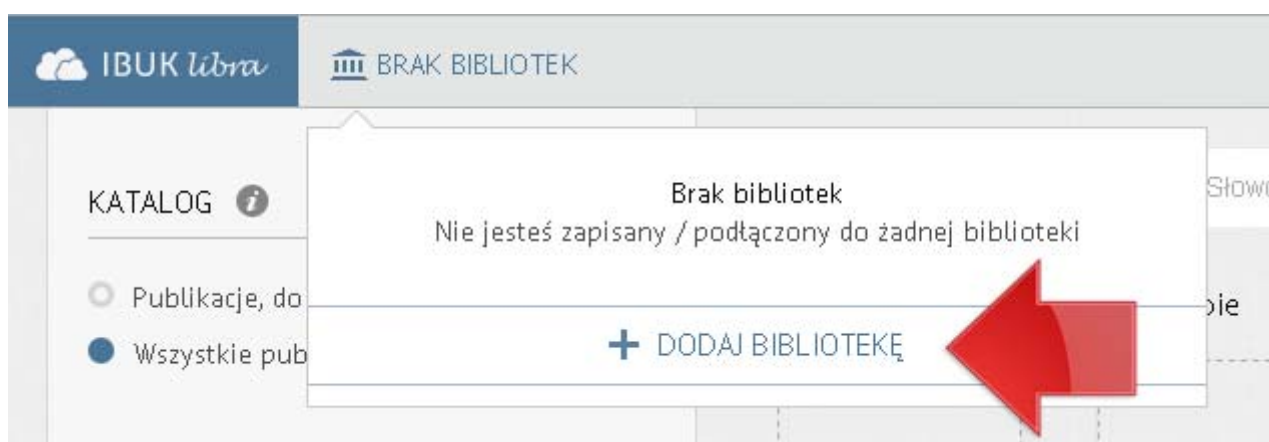 IBUK libra
BRAK BIBLIOTEK
Brak bibliotek
Nie jesteś zapisany / podłączony do żadnej biblioteki
+ DODAJ BIBLIOTEKĘ
KATALOG
Publikacje, do
Wszystkie pub